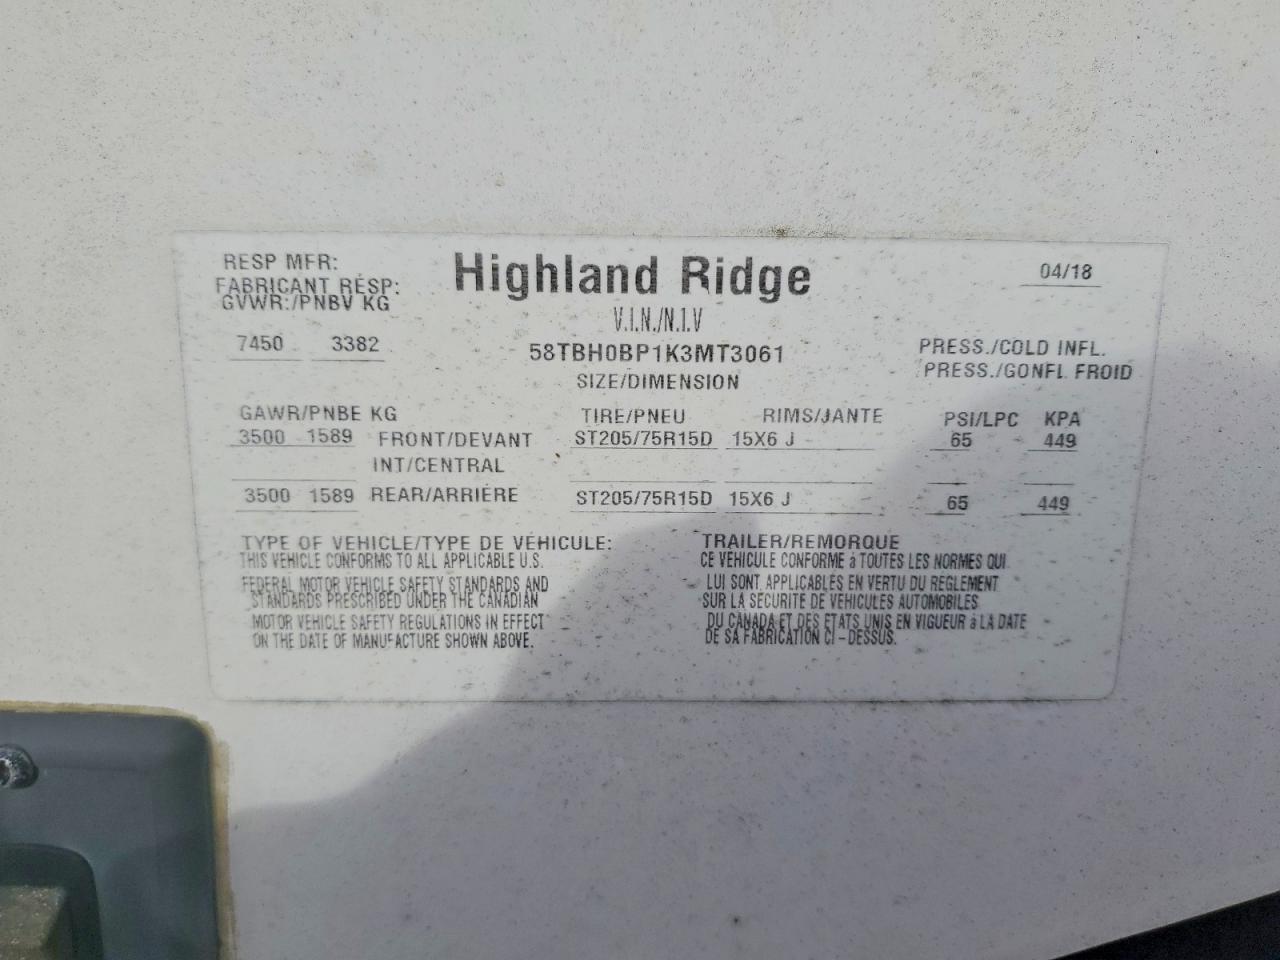 RESP MFR: Highland Ridge 04/18
FABRICANT RESP:
GVWR:/PNBV KG
V.I.N./N.I.V
7450 3382
58TBH0BP1K3MT3061
PRESS./COLD INFL.
SIZE/DIMENSION
PRESS./GONFL FROID
GAWR/PNBE KG TIRE/PNEU RIMS/JANTE PSI/LPC KPA
3500 1589 FRONT/DEVANT ST205/75R15D 15X6 J 65 449
INT/CENTRAL
3500 1589 REAR/ARRIÈRE ST205/75R15D 15X6 J 65 449
TYPE OF VEHICLE/TYPE DE VÉHICULE: TRAILER/REMORQUE
THIS VEHICLE CONFORMS TO ALL APPLICABLE U.S.
FEDERAL MOTOR VEHICLE SAFETY STANDARDS AND
STANDARDS PRESCRIBED UNDER THE CANADIAN
MOTOR VEHICLE SAFETY REGULATIONS IN EFFECT
ON THE DATE OF MANUFACTURE SHOWN ABOVE.
CE VÉHICULE CONFORME à TOUTES LES NORMES QUI
LUI SONT APPLICABLES EN VERTU DU REGLEMENT
SUR LA SECURITE DE VEHICULES AUTOMOBILES
DU CANADA ET DES ETATS UNIS EN VIGUEUR à LA DATE
DE SA FABRICATION CI-DESSUS.